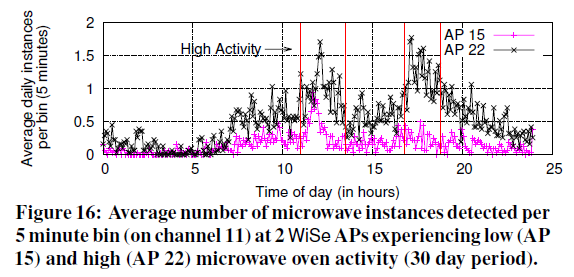 2
1.5
1
0.5
0
Average daily instances
per bin (5 minutes)
High Activity
AP 15
AP 22
0 5 10 15 20 25
Time of day (in hours)
Figure 16: Average number of microwave instances detected per
5 minute bin (on channel 11) at 2 WiSe APs experiencing low (AP
15) and high (AP 22) microwave oven activity (30 day period).